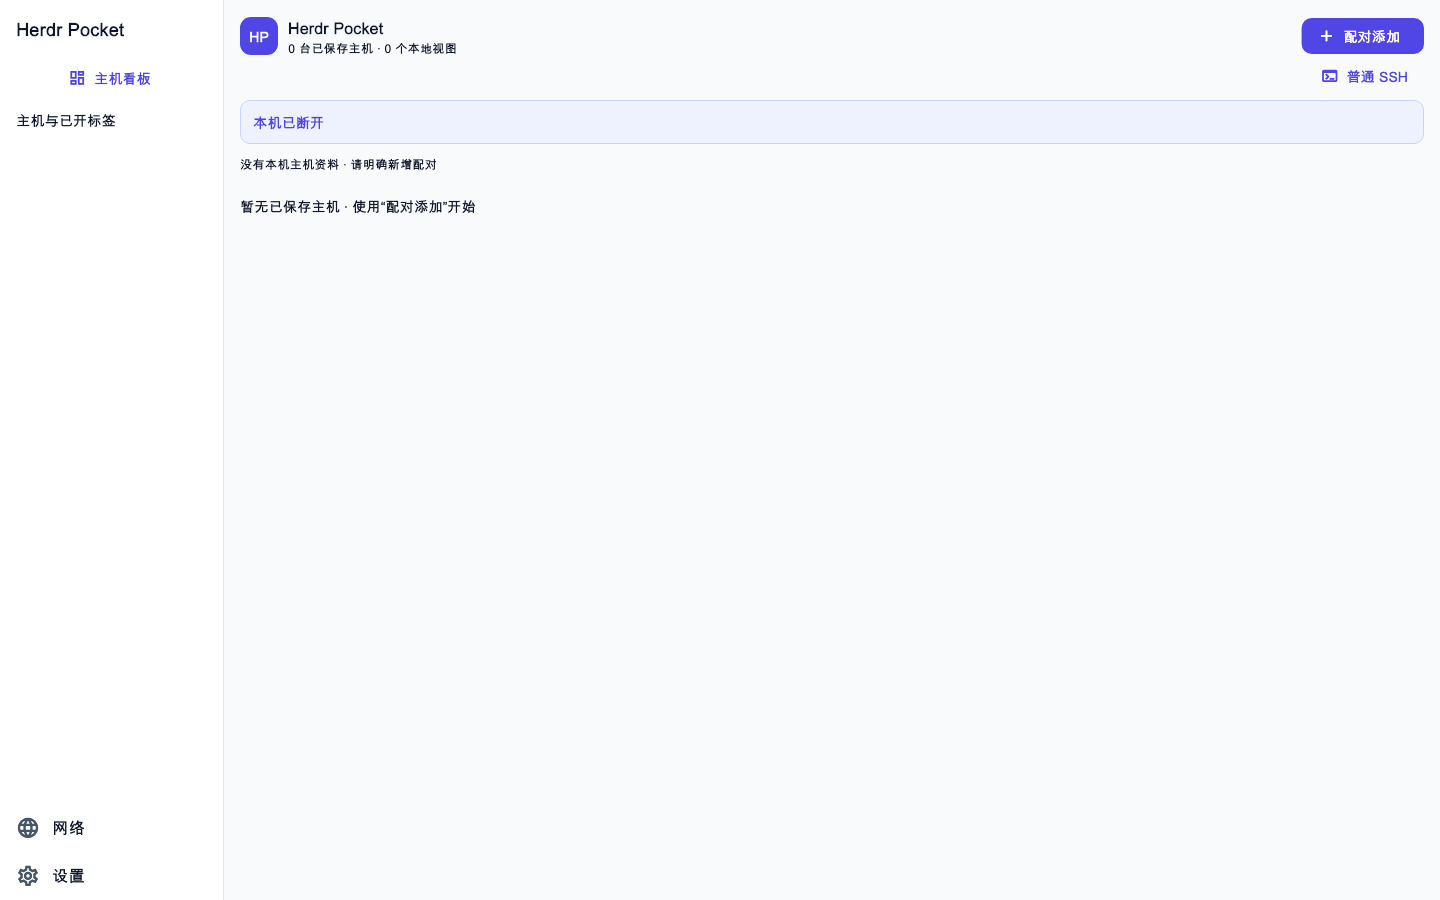 Herdr Pocket
主机看板
主机与已开标签
网络
设置
HP
Herdr Pocket
0 台已保存主机 · 0 个本地视图
配对添加
普通 SSH
本机已断开
没有本机主机资料 · 请明确新增配对
暂无已保存主机 · 使用“配对添加”开始